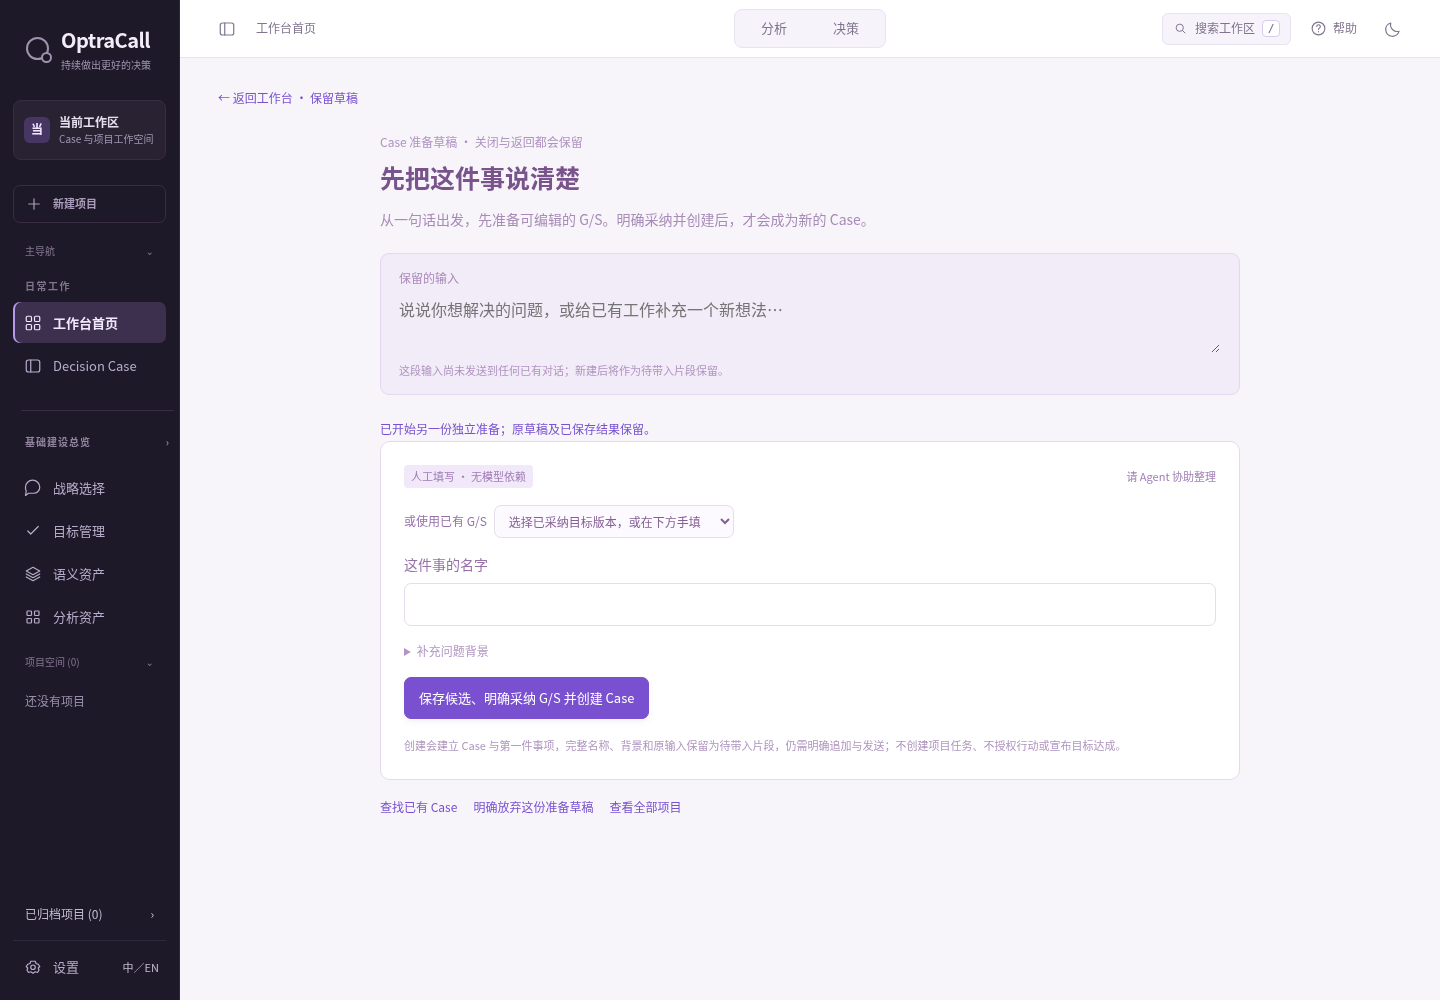 OptraCall
持续做出更好的决策
当 当前工作区
Case 与项目工作空间
新建项目
主导航
日常工作
工作台首页
Decision Case
基础建设总览
战略选择
目标管理
语义资产
分析资产
项目空间 (0)
还没有项目
已归档项目 (0)
设置 中／EN
工作台首页
分析 决策
搜索工作区 /
帮助
← 返回工作台 · 保留草稿
Case 准备草稿 · 关闭与返回都会保留
先把这件事说清楚
从一句话出发，先准备可编辑的 G/S。明确采纳并创建后，才会成为新的 Case。
保留的输入
说说你想解决的问题，或给已有工作补充一个新想法…
这段输入尚未发送到任何已有对话；新建后将作为待带入片段保留。
已开始另一份独立准备；原草稿及已保存结果保留。
人工填写 · 无模型依赖 请 Agent 协助整理
或使用已有 G/S 选择已采纳目标版本，或在下方手填
这件事的名字
补充问题背景
保存候选、明确采纳 G/S 并创建 Case
创建会建立 Case 与第一件事项，完整名称、背景和原输入保留为待带入片段，仍需明确追加与发送；不创建项目任务、不授权行动或宣布目标达成。
查找已有 Case 明确放弃这份准备草稿 查看全部项目